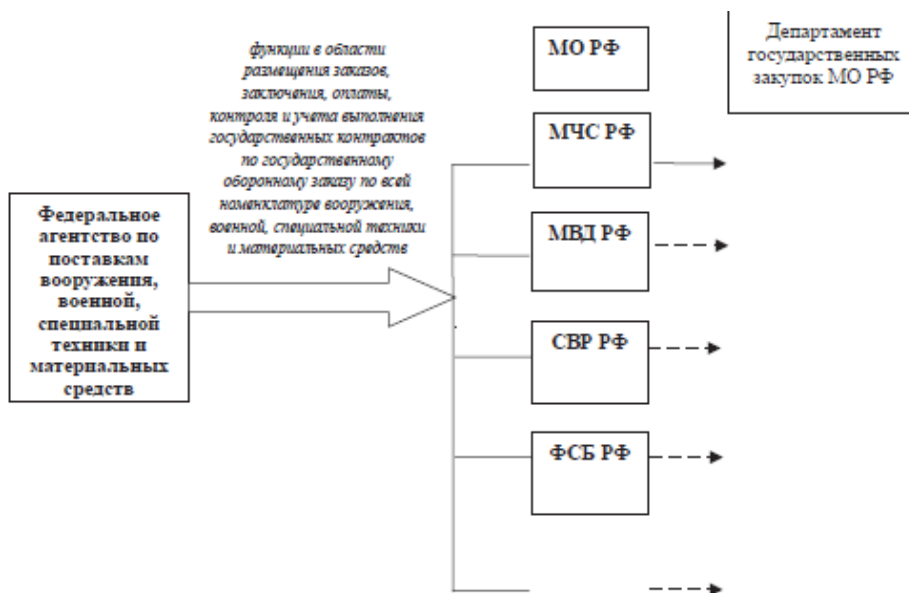 функции в области
размещения заказов,
заключения, оплаты,
контроля и учета выполнения
государственных контрактов
по государственному
оборонному заказу по всей
номенклатуре вооружения,
военной, специальной техники
и материальных средств
Федеральное
агентство по
поставкам
вооружения,
военной,
специальной
техники и
материальных
средств
МО РФ
МЧС РФ
МВД РФ
СВР РФ
ФСБ РФ
Департамент
государственных
закупок МО РФ